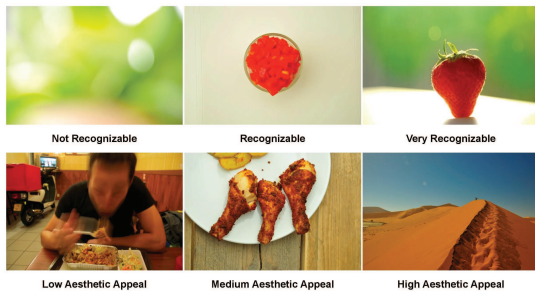 Not Recognizable
Recognizable
Very Recognizable
Low Aesthetic Appeal
Medium Aesthetic Appeal
High Aesthetic Appeal